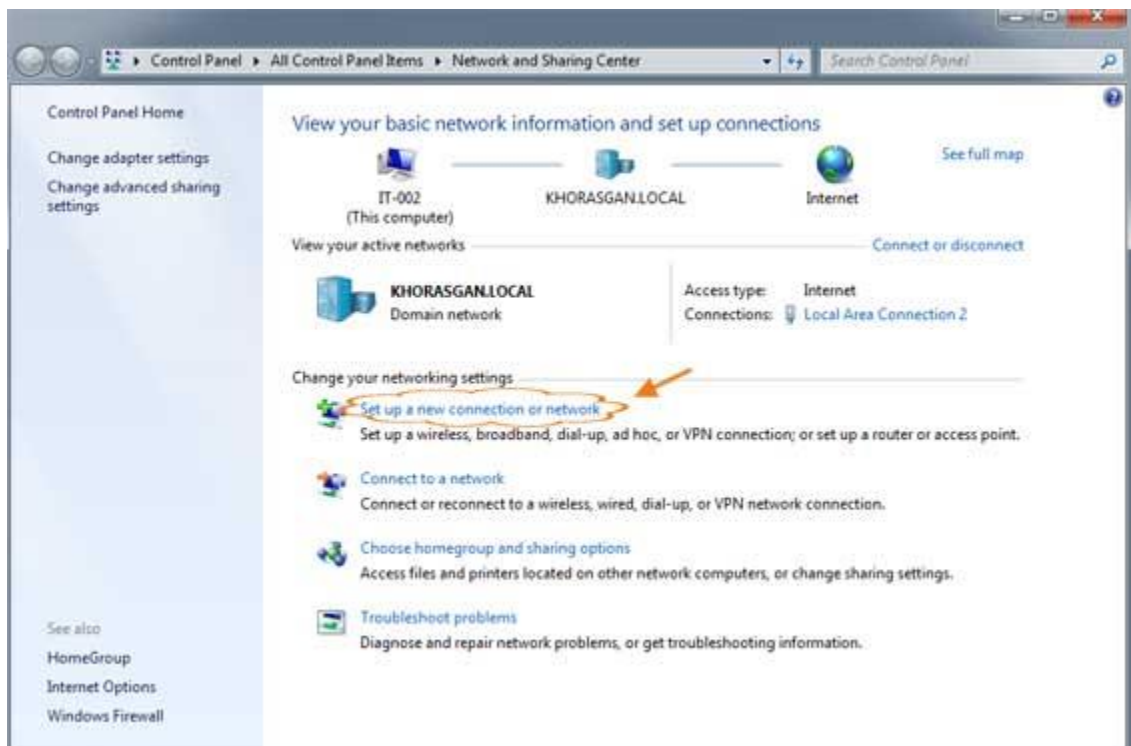 Control Panel ▸ All Control Panel Items ▸ Network and Sharing Center
Search Control Panel
Control Panel Home
Change adapter settings
Change advanced sharing
settings
View your basic network information and set up connections
See full map
IT-002
(This computer)
KHORASGAN.LOCAL
Internet
View your active networks
Connect or disconnect
KHORASGAN.LOCAL
Domain network
Access type: Internet
Connections: Local Area Connection 2
Change your networking settings
Set up a new connection or network
Set up a wireless, broadband, dial-up, ad hoc, or VPN connection; or set up a router or access point.
Connect to a network
Connect or reconnect to a wireless, wired, dial-up, or VPN network connection.
Choose homegroup and sharing options
Access files and printers located on other network computers, or change sharing settings.
Troubleshoot problems
Diagnose and repair network problems, or get troubleshooting information.
See also
HomeGroup
Internet Options
Windows Firewall